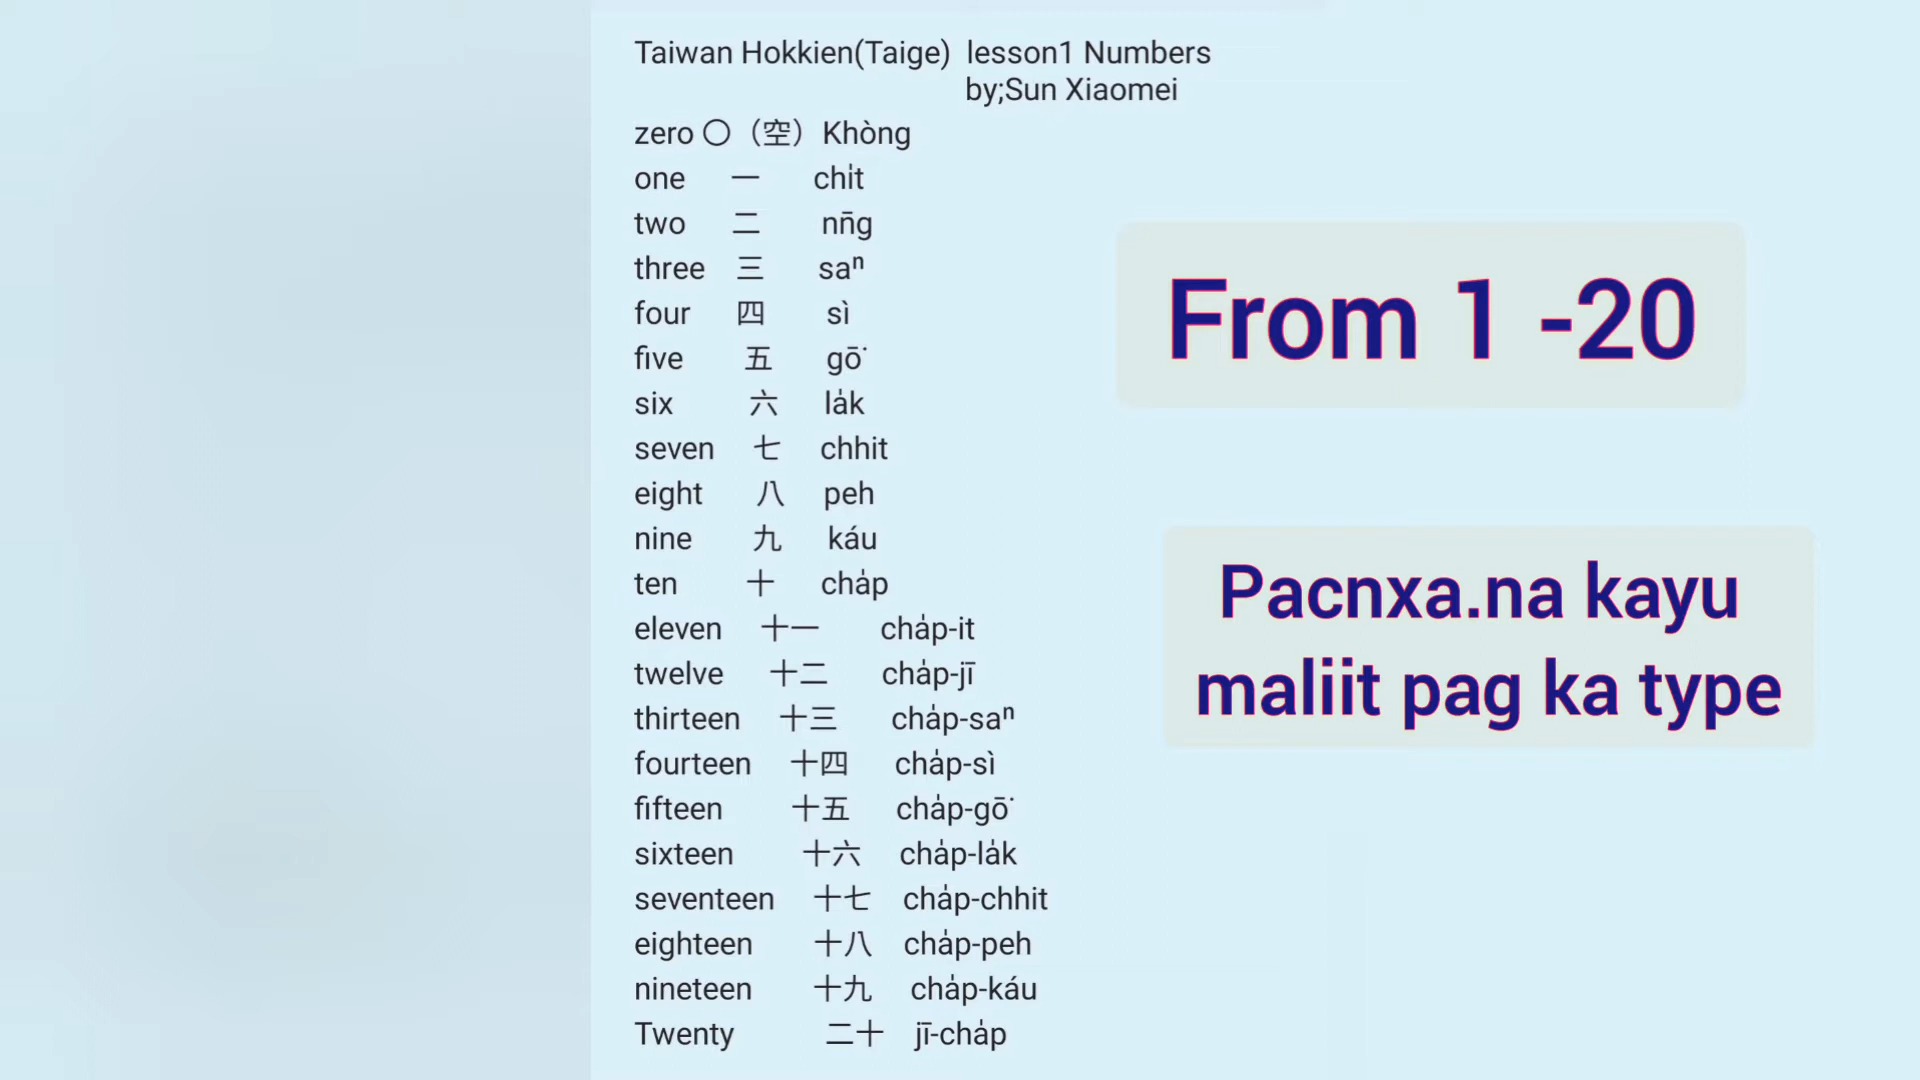 Taiwan Hokkien(Taige) lesson1 Numbers
by;Sun Xiaomei
zero 〇（空）Khòng
one 一 chi̍t
two 二 nn̄g
three 三 saⁿ
four 四 sì
five 五 gō͘
six 六 la̍k
seven 七 chhit
eight 八 peh
nine 九 káu
ten 十 cha̍p
eleven 十一 cha̍p-it
twelve 十二 cha̍p-jī
thirteen 十三 cha̍p-saⁿ
fourteen 十四 cha̍p-sì
fifteen 十五 cha̍p-gō͘
sixteen 十六 cha̍p-la̍k
seventeen 十七 cha̍p-chhit
eighteen 十八 cha̍p-peh
nineteen 十九 cha̍p-káu
Twenty 二十 jī-cha̍p
From 1 -20
Pacnxa.na kayu
maliit pag ka type